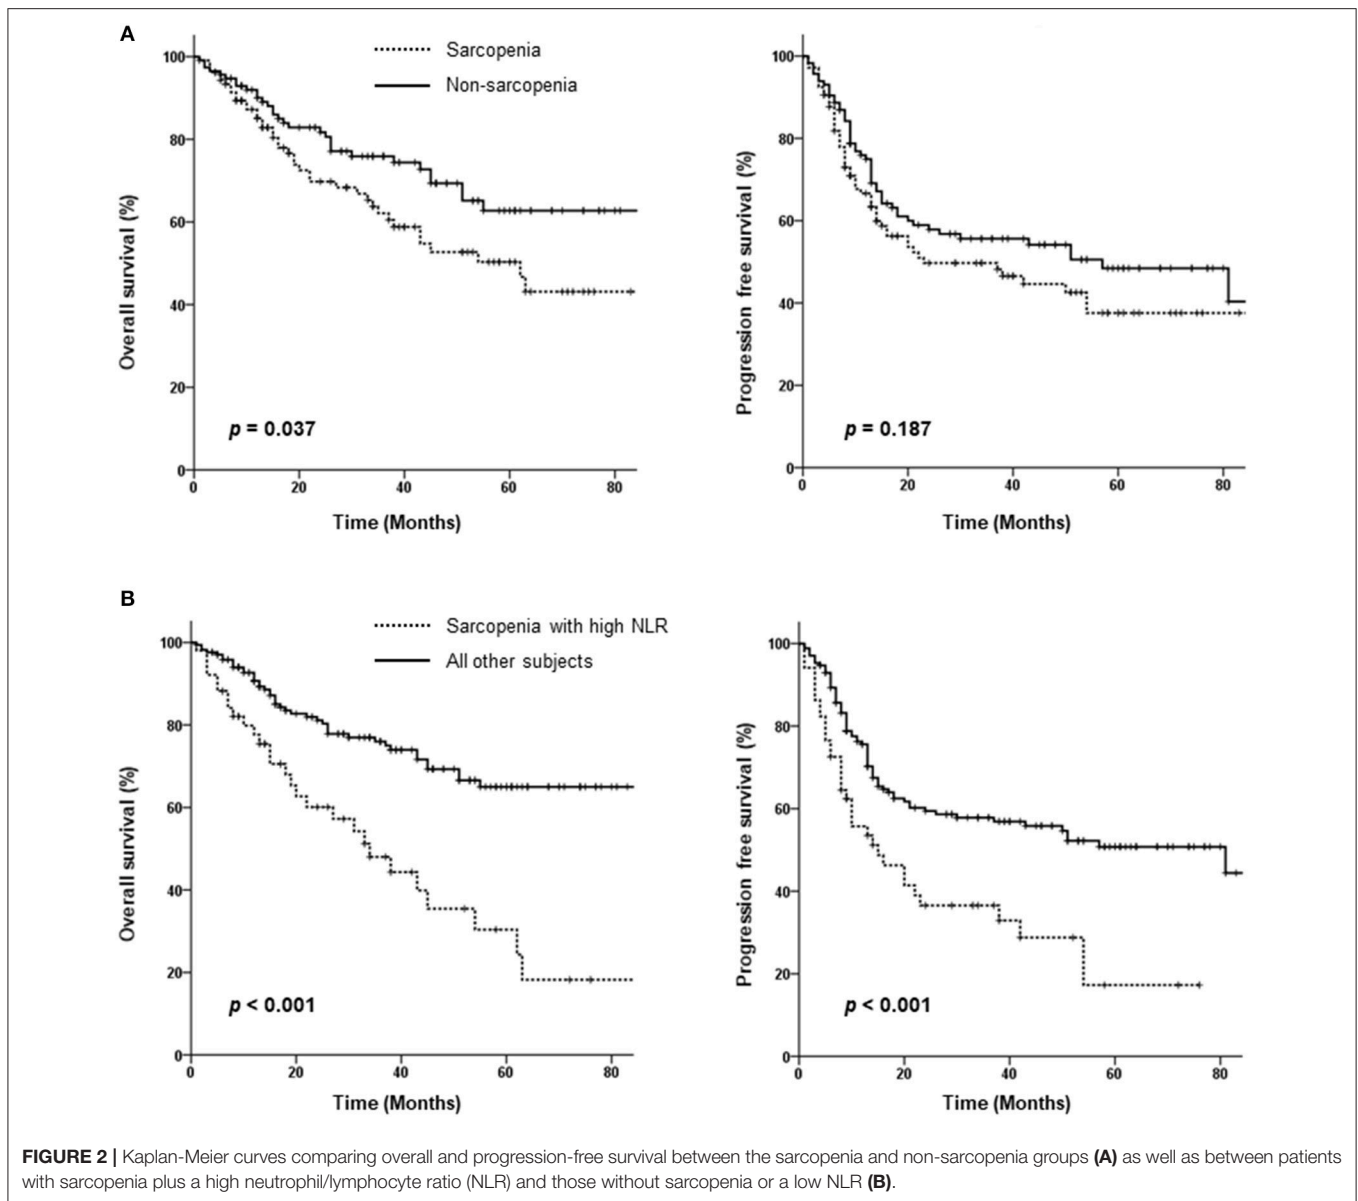 A
Sarcopenia
Non-sarcopenia
Overall survival (%)
100
80
60
40
20
0
p = 0.037
0 20 40 60 80
Time (Months)
Progression free survival (%)
100
80
60
40
20
0
p = 0.187
0 20 40 60 80
Time (Months)
B
Sarcopenia with high NLR
All other subjects
Overall survival (%)
100
80
60
40
20
0
p < 0.001
0 20 40 60 80
Time (Months)
Progression free survival (%)
100
80
60
40
20
0
p < 0.001
0 20 40 60 80
Time (Months)
FIGURE 2 | Kaplan-Meier curves comparing overall and progression-free survival between the sarcopenia and non-sarcopenia groups (A) as well as between patients
with sarcopenia plus a high neutrophil/lymphocyte ratio (NLR) and those without sarcopenia or a low NLR (B).